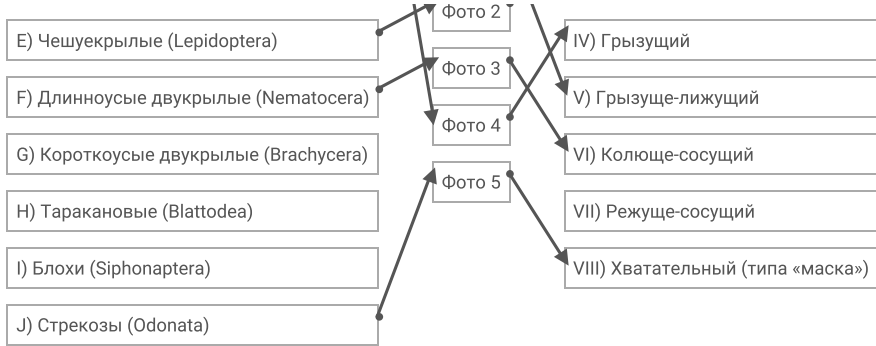 E) Чешуекрылые (Lepidoptera)
F) Длинноусые двукрылые (Nematocera)
G) Короткоусые двукрылые (Brachycera)
H) Таракановые (Blattodea)
I) Блохи (Siphonaptera)
J) Стрекозы (Odonata)
Фото 2
Фото 3
Фото 4
Фото 5
IV) Грызущий
V) Грызуще-лижущий
VI) Колюще-сосущий
VII) Режуще-сосущий
VIII) Хватательный (типа «маска»)